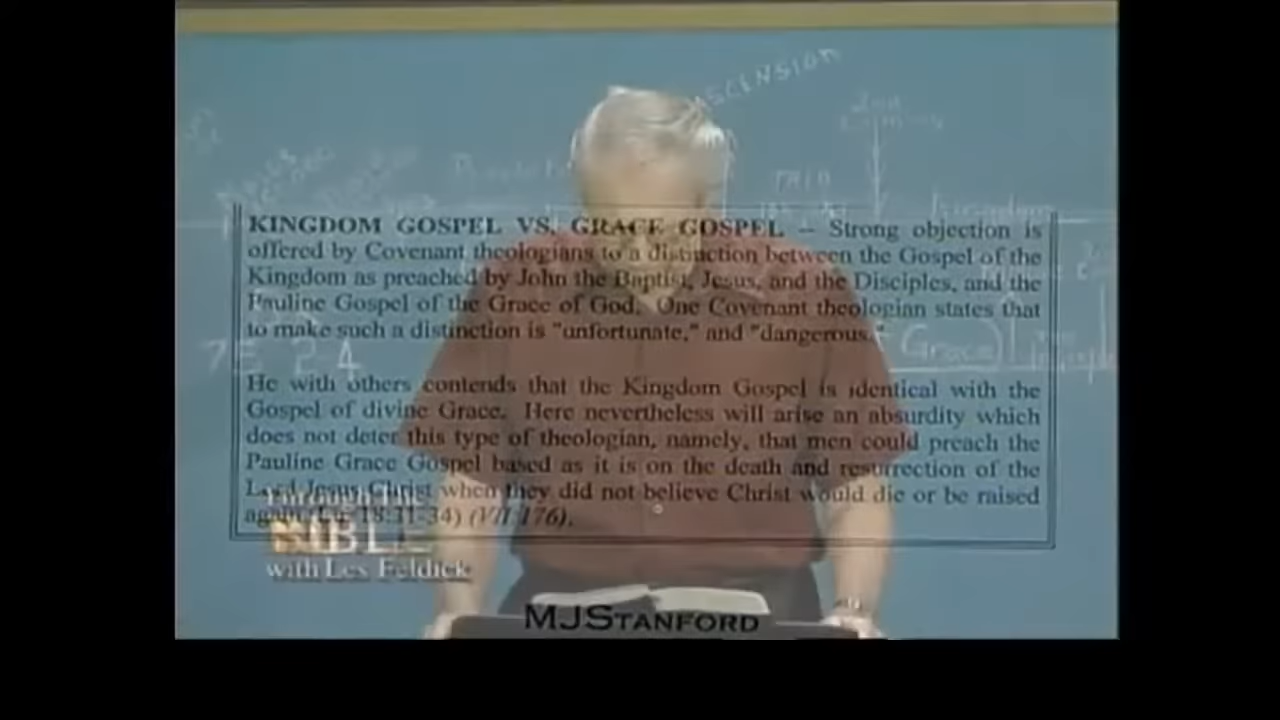 ASCENSION
KINGDOM GOSPEL VS. GRACE GOSPEL – Strong objection is
offered by Covenant theologians to a distinction between the Gospel of the
Kingdom as preached by John the Baptist, Jesus, and the Disciples, and the
Pauline Gospel of the Grace of God. One Covenant theologian states that
to make such a distinction is "unfortunate," and "dangerous."
(Grace)
He with others contends that the Kingdom Gospel is identical with the
Gospel of divine Grace. Here nevertheless will arise an absurdity which
does not deter this type of theologian, namely, that men could preach the
Pauline Grace Gospel based as it is on the death and resurrection of the
Lord Jesus Christ when they did not believe Christ would die or be raised
again (Lu. 18:31-34) (VII 176).
BIBLE
with Les Feldick
MJSTANFORD